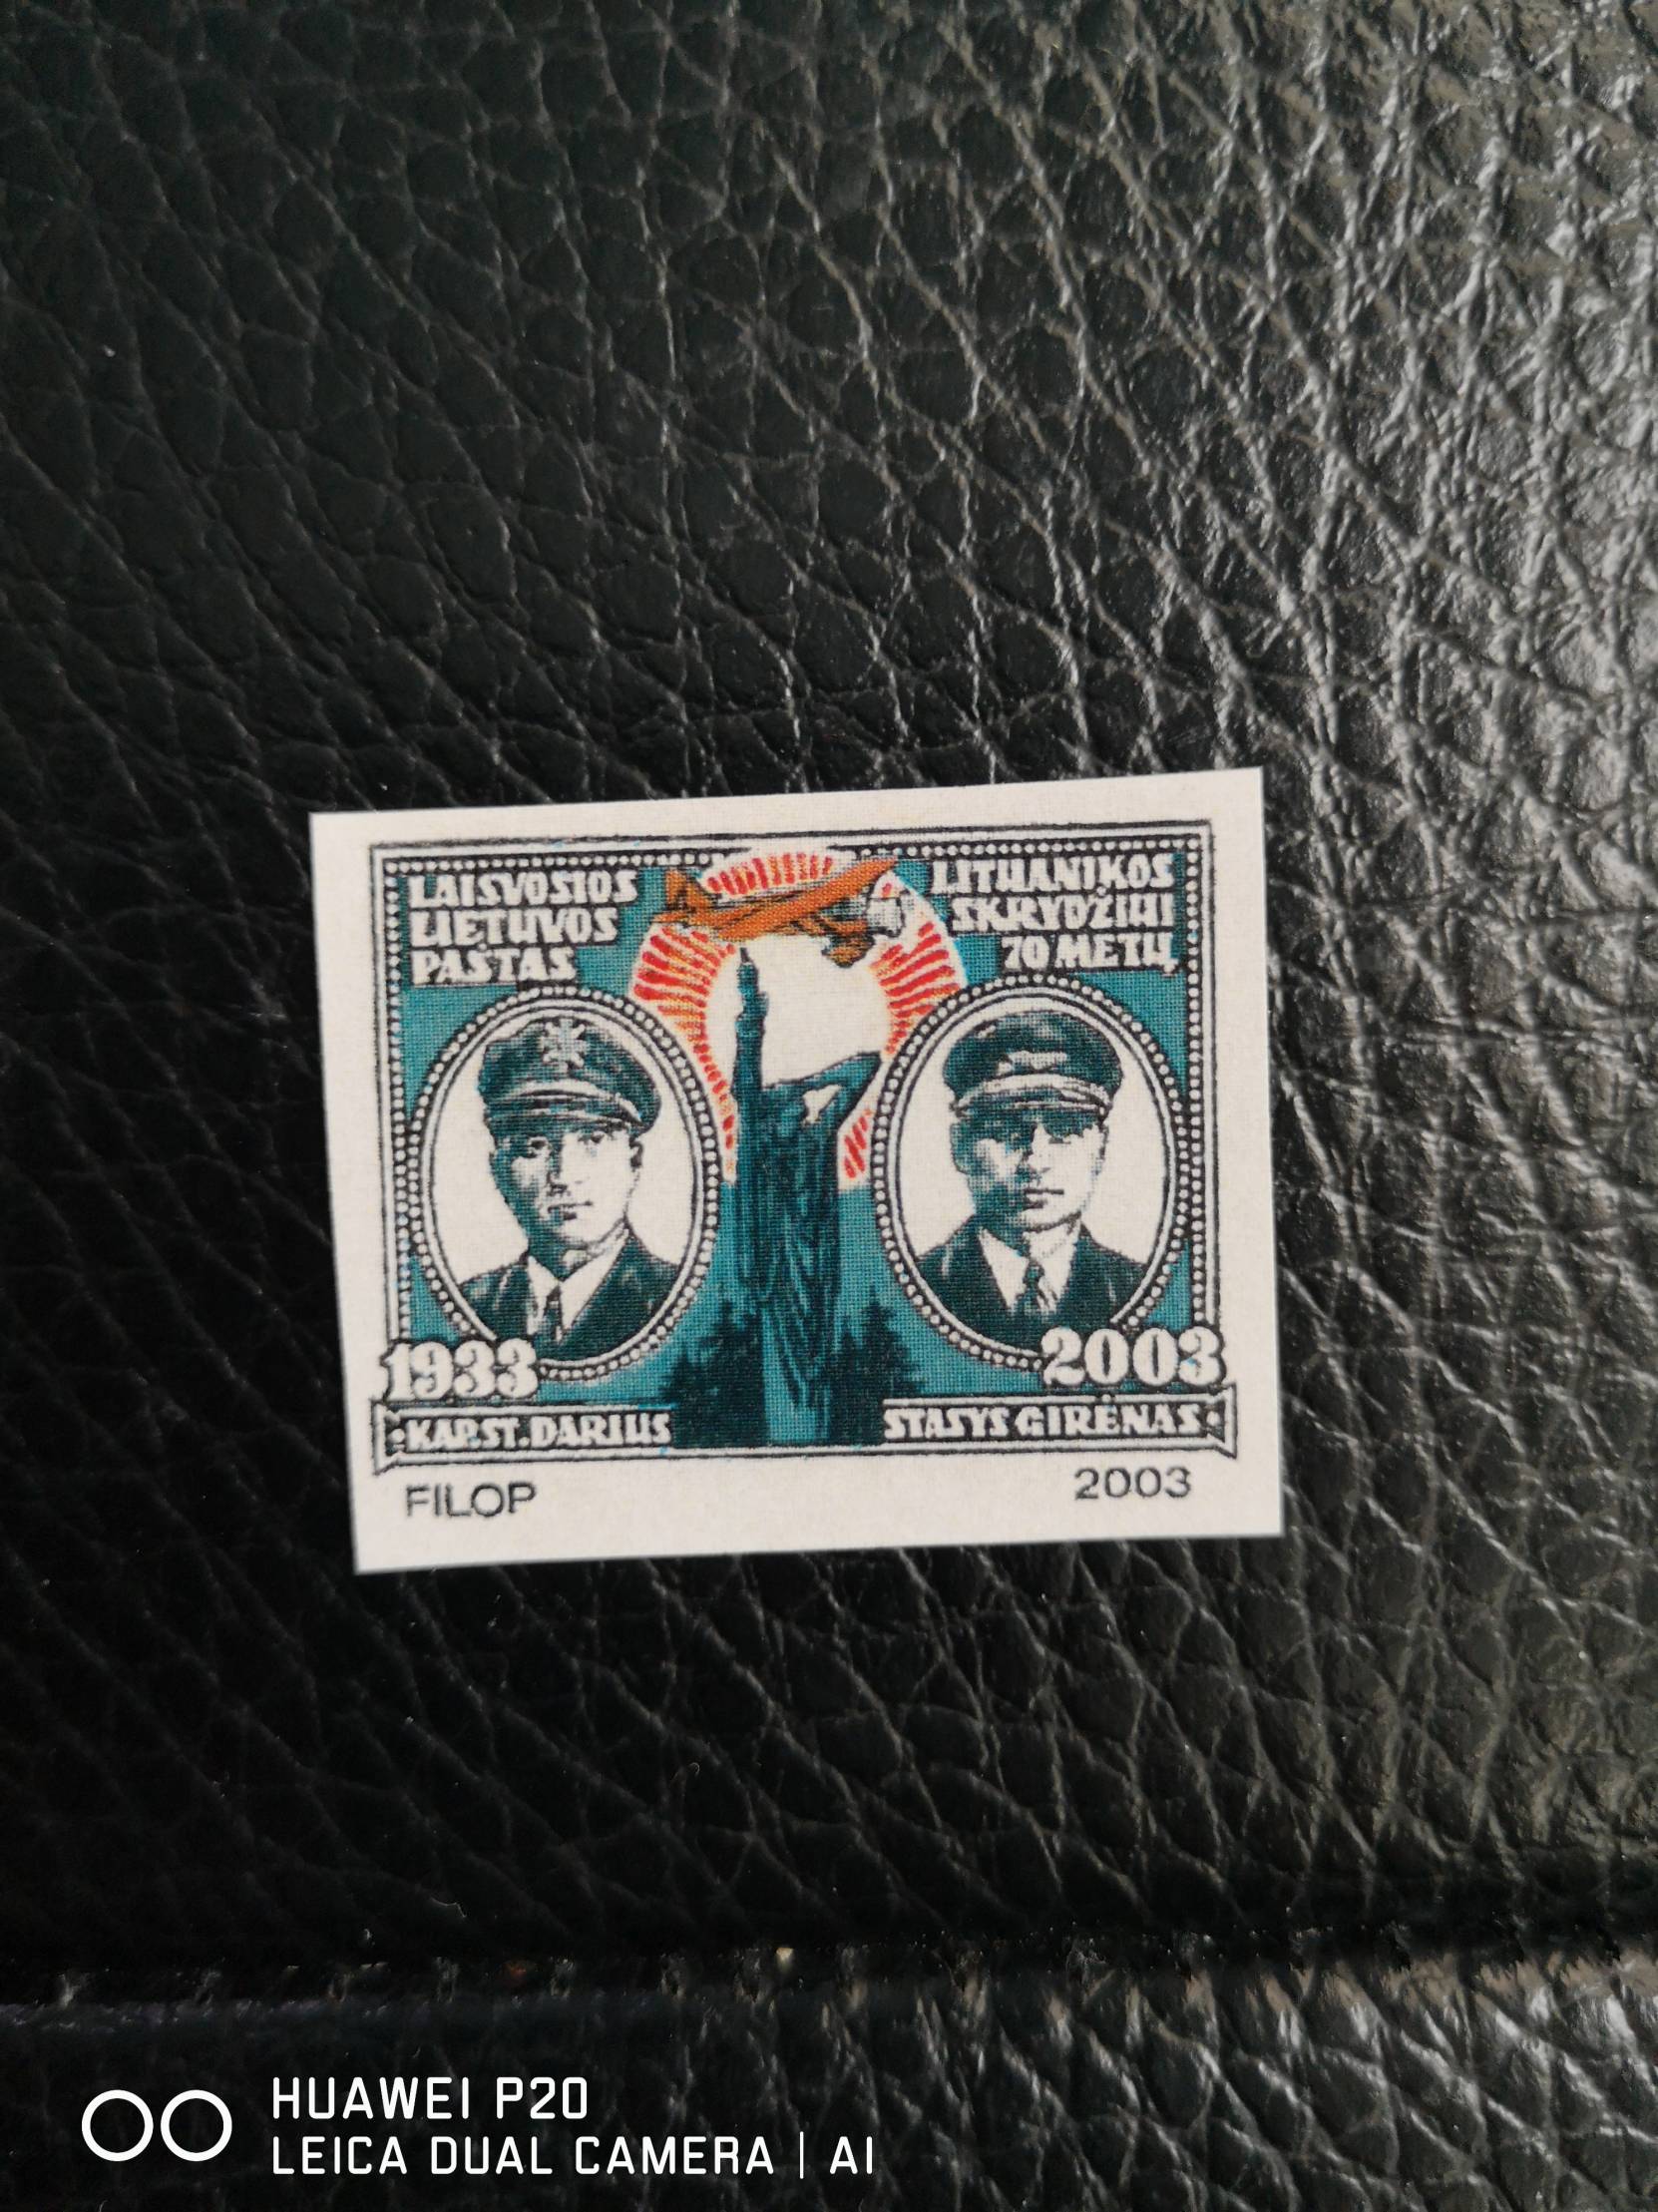 LAISVOSIOS
LIETUVOS
PAŠTAS
LITUANIKOS
SKRYDŽIUI
70 METŲ
1933
2003
KAP.ST.DARIUS
STASYS GIRĖNAS
FILOP
2003
HUAWEI P20
LEICA DUAL CAMERA | AI